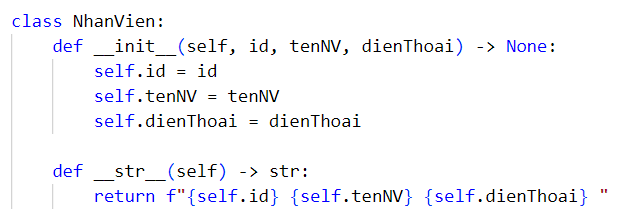 class NhanVien:
    def __init__(self, id, tenNV, dienThoai) -> None:
        self.id = id
        self.tenNV = tenNV
        self.dienThoai = dienThoai

    def __str__(self) -> str:
        return f"{self.id} {self.tenNV} {self.dienThoai} "